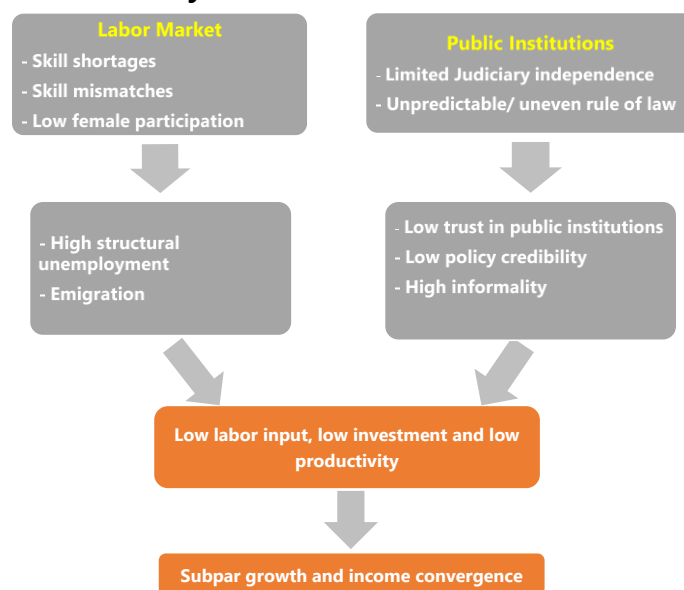 Labor Market
- Skill shortages
- Skill mismatches
- Low female participation
Public Institutions
- Limited Judiciary independence
- Unpredictable/ uneven rule of law
- High structural
unemployment
- Emigration
- Low trust in public institutions
- Low policy credibility
- High informality
Low labor input, low investment and low
productivity
Subpar growth and income convergence